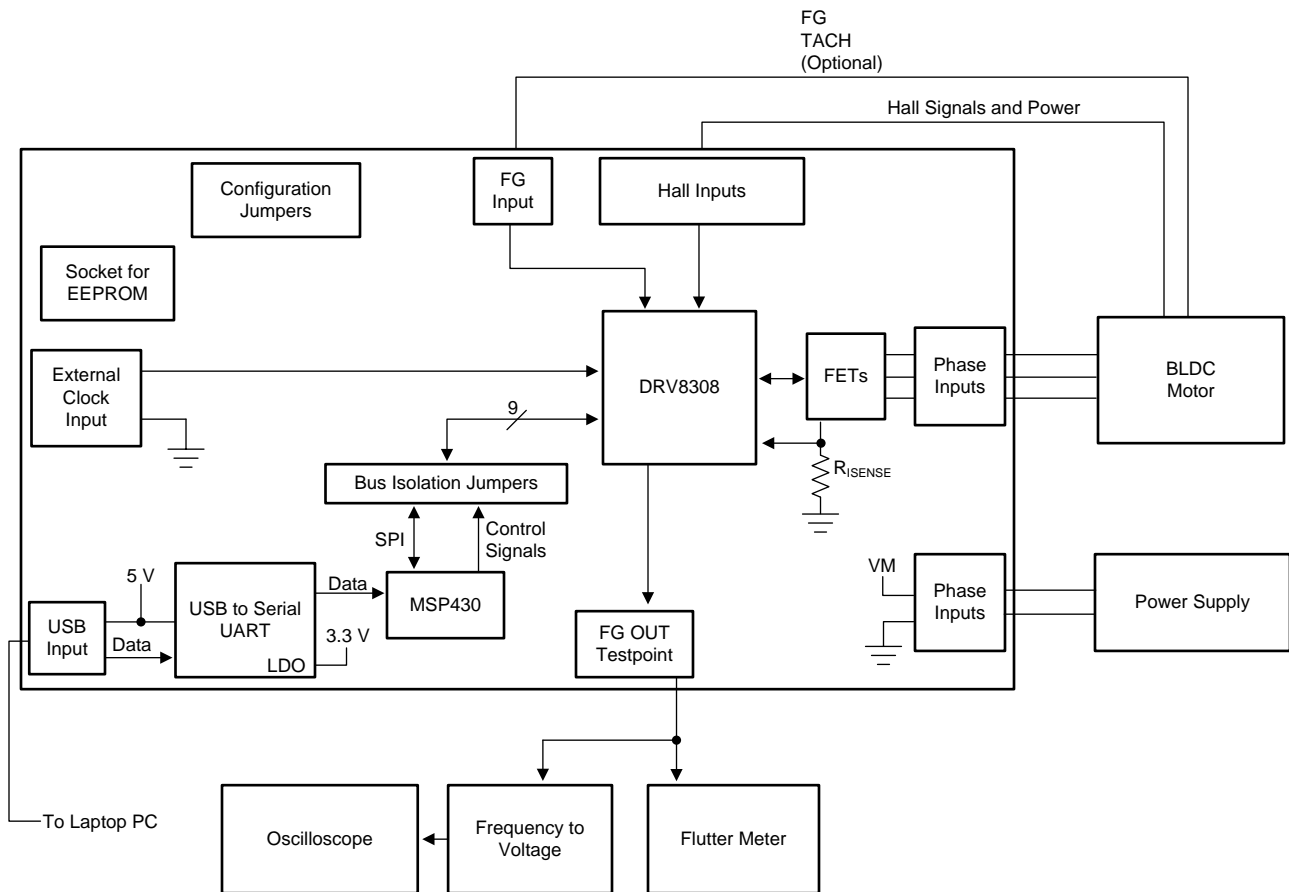 FG
TACH
(Optional)
Hall Signals and Power
Configuration
Jumpers
FG
Input
Hall Inputs
Socket for
EEPROM
External
Clock
Input
DRV8308
FETs
Phase
Inputs
BLDC
Motor
9
Bus Isolation Jumpers
RISENSE
SPI
Control
Signals
5 V
USB to Serial
UART
Data
MSP430
VM
Phase
Inputs
Power Supply
USB
Input
Data
3.3 V
LDO
FG OUT
Testpoint
To Laptop PC
Oscilloscope
Frequency to
Voltage
Flutter Meter